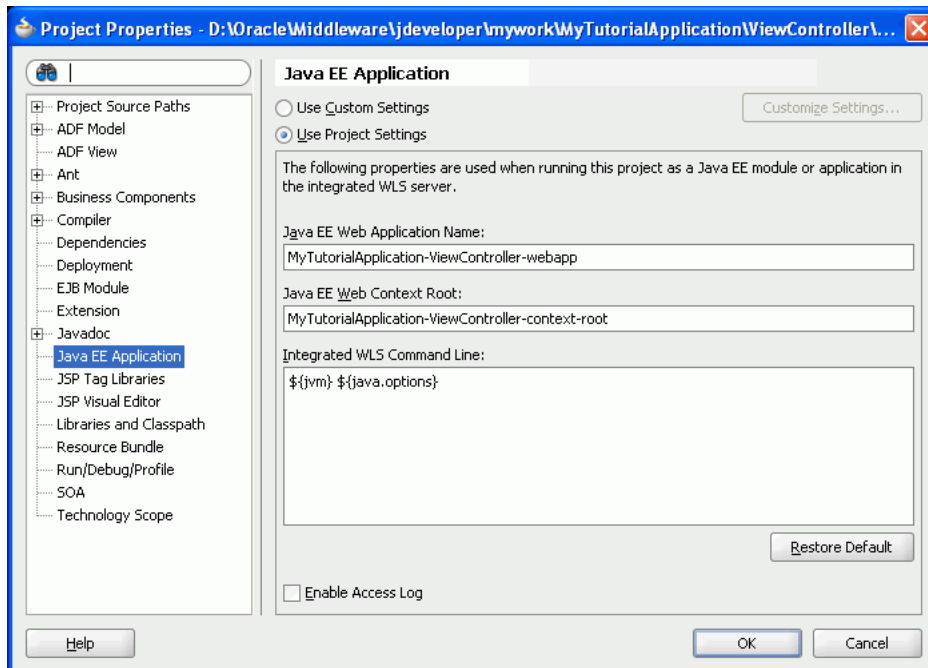 Project Properties - D:\Oracle\Middleware\jdeveloper\mywork\MyTutorialApplication\ViewController\...
Project Source Paths
ADF Model
ADF View
Ant
Business Components
Compiler
Dependencies
Deployment
EJB Module
Extension
Javadoc
Java EE Application
JSP Tag Libraries
JSP Visual Editor
Libraries and Classpath
Resource Bundle
Run/Debug/Profile
SOA
Technology Scope
Java EE Application
Use Custom Settings
Customize Settings...
Use Project Settings
The following properties are used when running this project as a Java EE module or application in
the integrated WLS server.
Java EE Web Application Name:
MyTutorialApplication-ViewController-webapp
Java EE Web Context Root:
MyTutorialApplication-ViewController-context-root
Integrated WLS Command Line:
${jvm} ${java.options}
Restore Default
Enable Access Log
Help
OK
Cancel